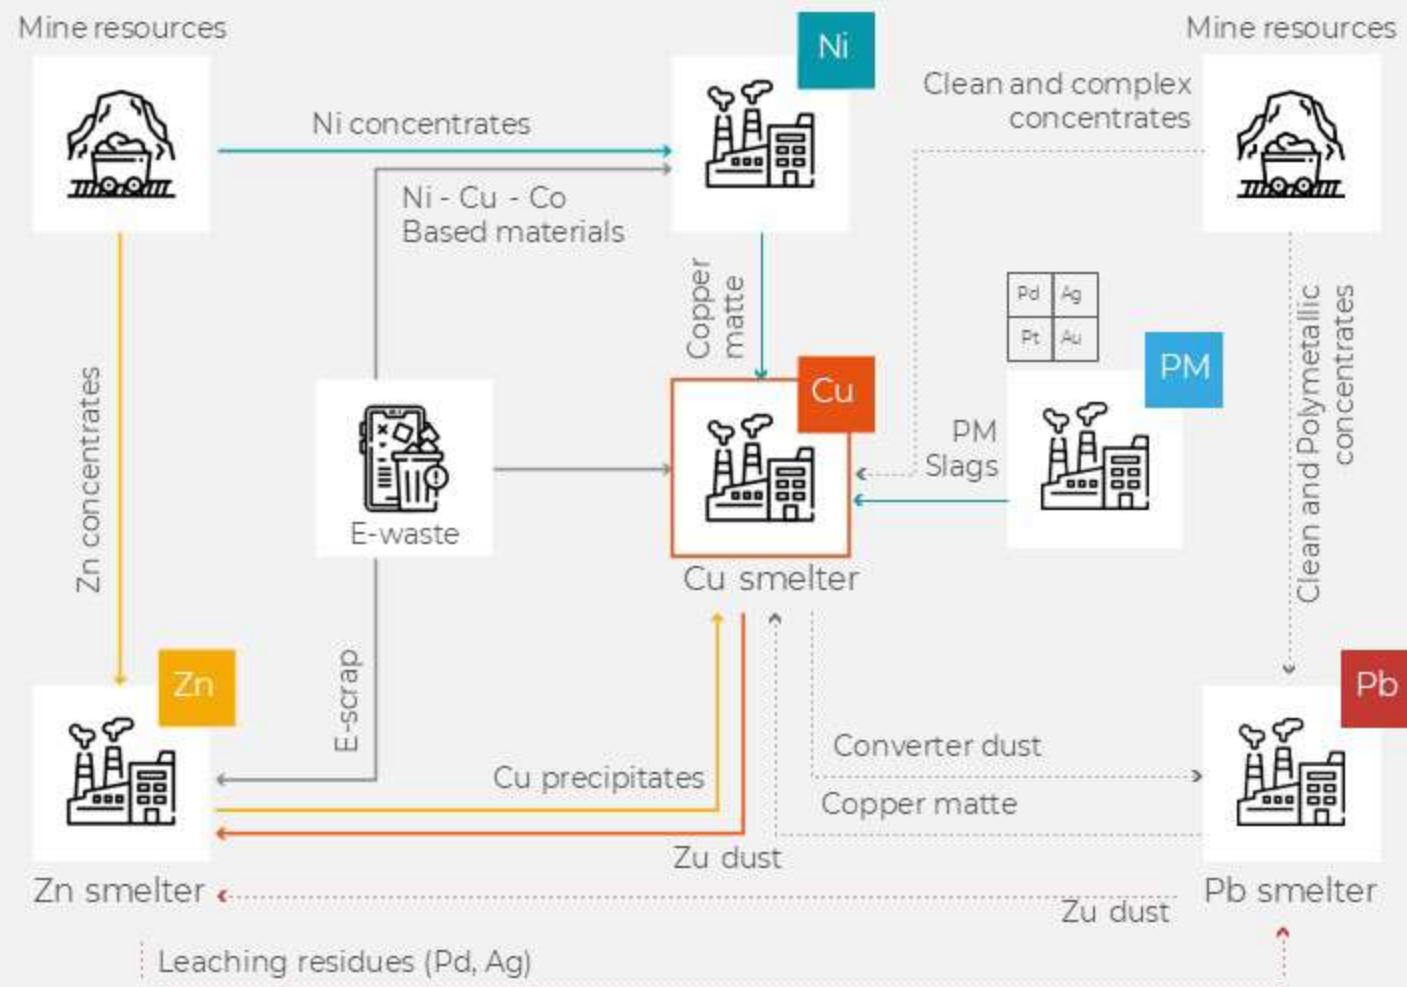 Mine resources
Ni
Mine resources
Clean and complex
concentrates
Ni concentrates
Ni - Cu - Co
Based materials
Copper
matte
Pd Ag
Pt Au
PM
Clean and Polymetallic
concentrates
Zn concentrates
Cu
PM
Slags
E-waste
Cu smelter
Zn
E-scrap
Pb
Converter dust
Cu precipitates
Copper matte
Zu dust
Zn smelter
Pb smelter
Zu dust
Leaching residues (Pd, Ag)